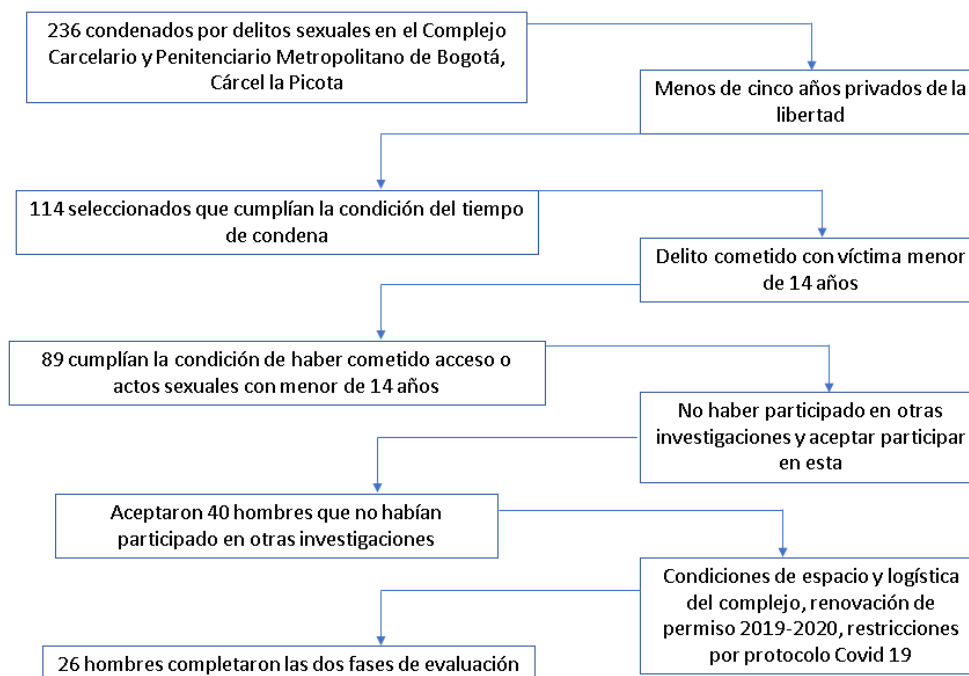 236 condenados por delitos sexuales en el Complejo
Carcelario y Penitenciario Metropolitano de Bogotá,
Cárcel la Picota
Menos de cinco años privados de la
libertad
114 seleccionados que cumplían la condición del tiempo
de condena
Delito cometido con víctima menor
de 14 años
89 cumplían la condición de haber cometido acceso o
actos sexuales con menor de 14 años
No haber participado en otras
investigaciones y aceptar participar
en esta
Aceptaron 40 hombres que no habían
participado en otras investigaciones
Condiciones de espacio y logística
del complejo, renovación de
permiso 2019-2020, restricciones
por protocolo Covid 19
26 hombres completaron las dos fases de evaluación